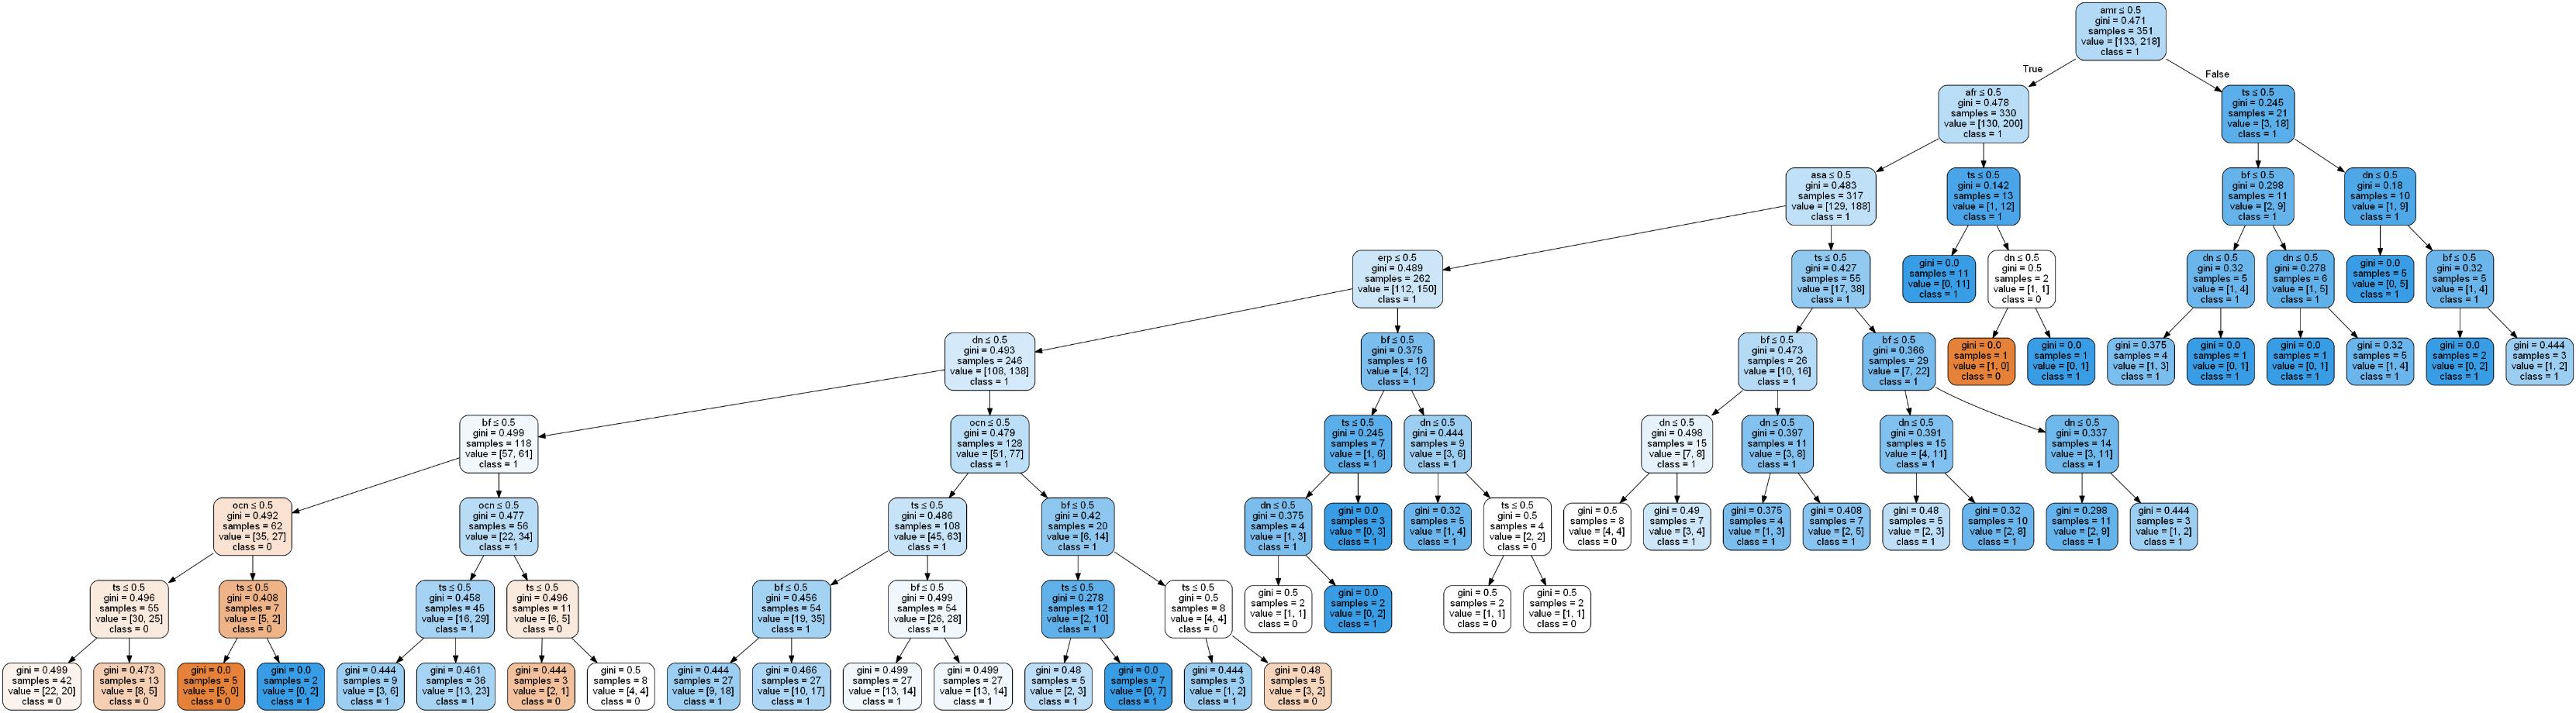 amr ≤ 0.5
gini = 0.471
samples = 351
value = [133, 218]
class = 1
True
False
afr ≤ 0.5
gini = 0.478
samples = 330
value = [130, 200]
class = 1
ts ≤ 0.5
gini = 0.245
samples = 21
value = [3, 18]
class = 1
asa ≤ 0.5
gini = 0.483
samples = 317
value = [129, 188]
class = 1
ts ≤ 0.5
gini = 0.142
samples = 13
value = [1, 12]
class = 1
bf ≤ 0.5
gini = 0.298
samples = 11
value = [2, 9]
class = 1
dn ≤ 0.5
gini = 0.18
samples = 10
value = [1, 9]
class = 1
erp ≤ 0.5
gini = 0.489
samples = 262
value = [112, 150]
class = 1
ts ≤ 0.5
gini = 0.427
samples = 55
value = [17, 38]
class = 1
gini = 0.0
samples = 11
value = [0, 11]
class = 1
dn ≤ 0.5
gini = 0.5
samples = 2
value = [1, 1]
class = 0
dn ≤ 0.5
gini = 0.32
samples = 5
value = [1, 4]
class = 1
dn ≤ 0.5
gini = 0.278
samples = 6
value = [1, 5]
class = 1
gini = 0.0
samples = 5
value = [0, 5]
class = 1
bf ≤ 0.5
gini = 0.32
samples = 5
value = [1, 4]
class = 1
dn ≤ 0.5
gini = 0.493
samples = 246
value = [108, 138]
class = 1
bf ≤ 0.5
gini = 0.375
samples = 16
value = [4, 12]
class = 1
bf ≤ 0.5
gini = 0.473
samples = 26
value = [10, 16]
class = 1
bf ≤ 0.5
gini = 0.366
samples = 29
value = [7, 22]
class = 1
gini = 0.0
samples = 1
value = [1, 0]
class = 0
gini = 0.0
samples = 1
value = [0, 1]
class = 1
gini = 0.375
samples = 4
value = [1, 3]
class = 1
gini = 0.0
samples = 1
value = [0, 1]
class = 1
gini = 0.0
samples = 1
value = [0, 1]
class = 1
gini = 0.32
samples = 5
value = [1, 4]
class = 1
gini = 0.0
samples = 2
value = [0, 2]
class = 1
gini = 0.444
samples = 3
value = [1, 2]
class = 1
bf ≤ 0.5
gini = 0.499
samples = 118
value = [57, 61]
class = 1
ocn ≤ 0.5
gini = 0.479
samples = 128
value = [51, 77]
class = 1
ts ≤ 0.5
gini = 0.245
samples = 7
value = [1, 6]
class = 1
dn ≤ 0.5
gini = 0.444
samples = 9
value = [3, 6]
class = 1
dn ≤ 0.5
gini = 0.498
samples = 15
value = [7, 8]
class = 1
dn ≤ 0.5
gini = 0.397
samples = 11
value = [3, 8]
class = 1
dn ≤ 0.5
gini = 0.391
samples = 15
value = [4, 11]
class = 1
dn ≤ 0.5
gini = 0.337
samples = 14
value = [3, 11]
class = 1
ocn ≤ 0.5
gini = 0.492
samples = 62
value = [35, 27]
class = 0
ocn ≤ 0.5
gini = 0.477
samples = 56
value = [22, 34]
class = 1
ts ≤ 0.5
gini = 0.486
samples = 108
value = [45, 63]
class = 1
bf ≤ 0.5
gini = 0.42
samples = 20
value = [6, 14]
class = 1
dn ≤ 0.5
gini = 0.375
samples = 4
value = [1, 3]
class = 1
gini = 0.0
samples = 3
value = [0, 3]
class = 1
gini = 0.32
samples = 5
value = [1, 4]
class = 1
ts ≤ 0.5
gini = 0.5
samples = 4
value = [2, 2]
class = 0
gini = 0.5
samples = 8
value = [4, 4]
class = 0
gini = 0.49
samples = 7
value = [3, 4]
class = 1
gini = 0.375
samples = 4
value = [1, 3]
class = 1
gini = 0.408
samples = 7
value = [2, 5]
class = 1
gini = 0.48
samples = 5
value = [2, 3]
class = 1
gini = 0.32
samples = 10
value = [2, 8]
class = 1
gini = 0.298
samples = 11
value = [2, 9]
class = 1
gini = 0.444
samples = 3
value = [1, 2]
class = 1
ts ≤ 0.5
gini = 0.496
samples = 55
value = [30, 25]
class = 0
ts ≤ 0.5
gini = 0.408
samples = 7
value = [5, 2]
class = 0
ts ≤ 0.5
gini = 0.458
samples = 45
value = [16, 29]
class = 1
ts ≤ 0.5
gini = 0.496
samples = 11
value = [6, 5]
class = 0
bf ≤ 0.5
gini = 0.456
samples = 54
value = [19, 35]
class = 1
bf ≤ 0.5
gini = 0.499
samples = 54
value = [26, 28]
class = 1
ts ≤ 0.5
gini = 0.278
samples = 12
value = [2, 10]
class = 1
ts ≤ 0.5
gini = 0.5
samples = 8
value = [4, 4]
class = 0
gini = 0.5
samples = 2
value = [1, 1]
class = 0
gini = 0.0
samples = 2
value = [0, 2]
class = 1
gini = 0.5
samples = 2
value = [1, 1]
class = 0
gini = 0.5
samples = 2
value = [1, 1]
class = 0
gini = 0.499
samples = 42
value = [22, 20]
class = 0
gini = 0.473
samples = 13
value = [8, 5]
class = 0
gini = 0.0
samples = 5
value = [5, 0]
class = 0
gini = 0.0
samples = 2
value = [0, 2]
class = 1
gini = 0.444
samples = 9
value = [3, 6]
class = 1
gini = 0.461
samples = 36
value = [13, 23]
class = 1
gini = 0.444
samples = 3
value = [2, 1]
class = 0
gini = 0.5
samples = 8
value = [4, 4]
class = 0
gini = 0.444
samples = 27
value = [9, 18]
class = 1
gini = 0.466
samples = 27
value = [10, 17]
class = 1
gini = 0.499
samples = 27
value = [13, 14]
class = 1
gini = 0.499
samples = 27
value = [13, 14]
class = 1
gini = 0.48
samples = 5
value = [2, 3]
class = 1
gini = 0.0
samples = 7
value = [0, 7]
class = 1
gini = 0.444
samples = 3
value = [1, 2]
class = 1
gini = 0.48
samples = 5
value = [3, 2]
class = 0